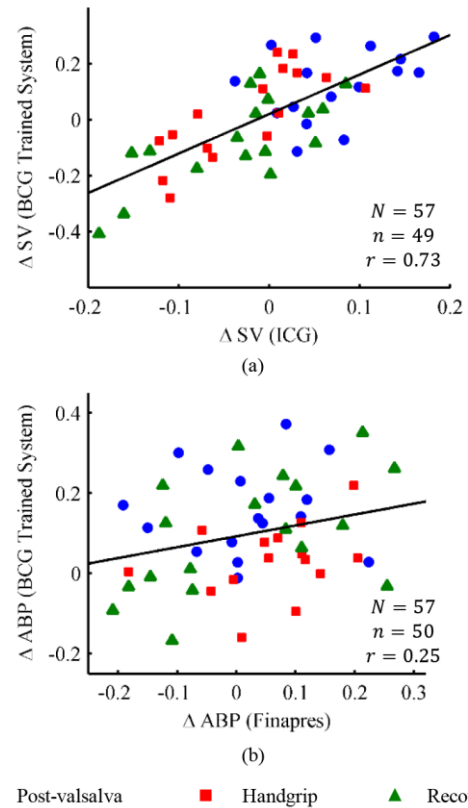 0.2
0
-0.2
-0.4
Δ SV (BCG Trained System)
N = 57
n = 49
r = 0.73
-0.2 -0.1 0 0.1 0.2
Δ SV (ICG)
(a)
0.4
0.2
0
-0.2
Δ ABP (BCG Trained System)
N = 57
n = 50
r = 0.25
-0.2 -0.1 0 0.1 0.2 0.3
Δ ABP (Finapres)
(b)
Post-valsalva Handgrip Reco